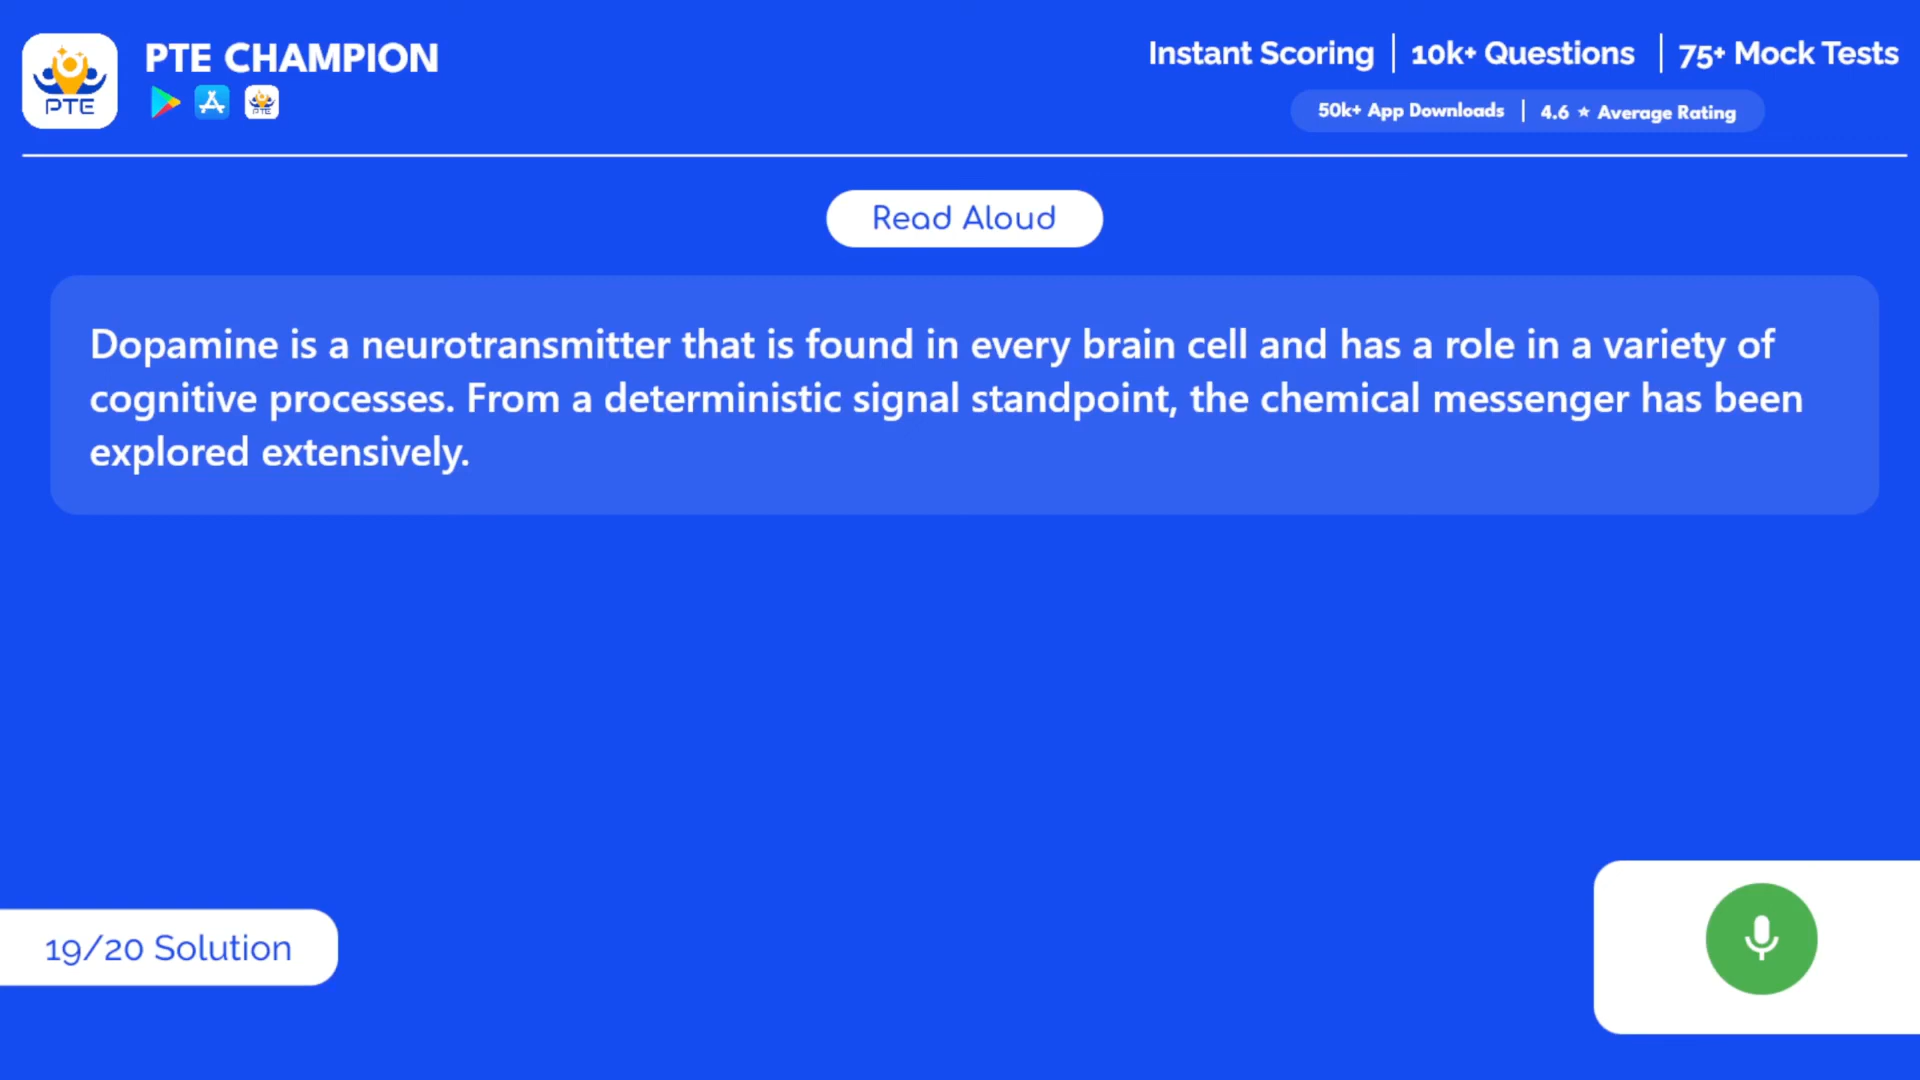 PTE CHAMPION
PTE
PTE
Instant Scoring | 10k+ Questions | 75+ Mock Tests
50k+ App Downloads | 4.6 ★ Average Rating
Read Aloud
Dopamine is a neurotransmitter that is found in every brain cell and has a role in a variety of
cognitive processes. From a deterministic signal standpoint, the chemical messenger has been
explored extensively.
19/20 Solution